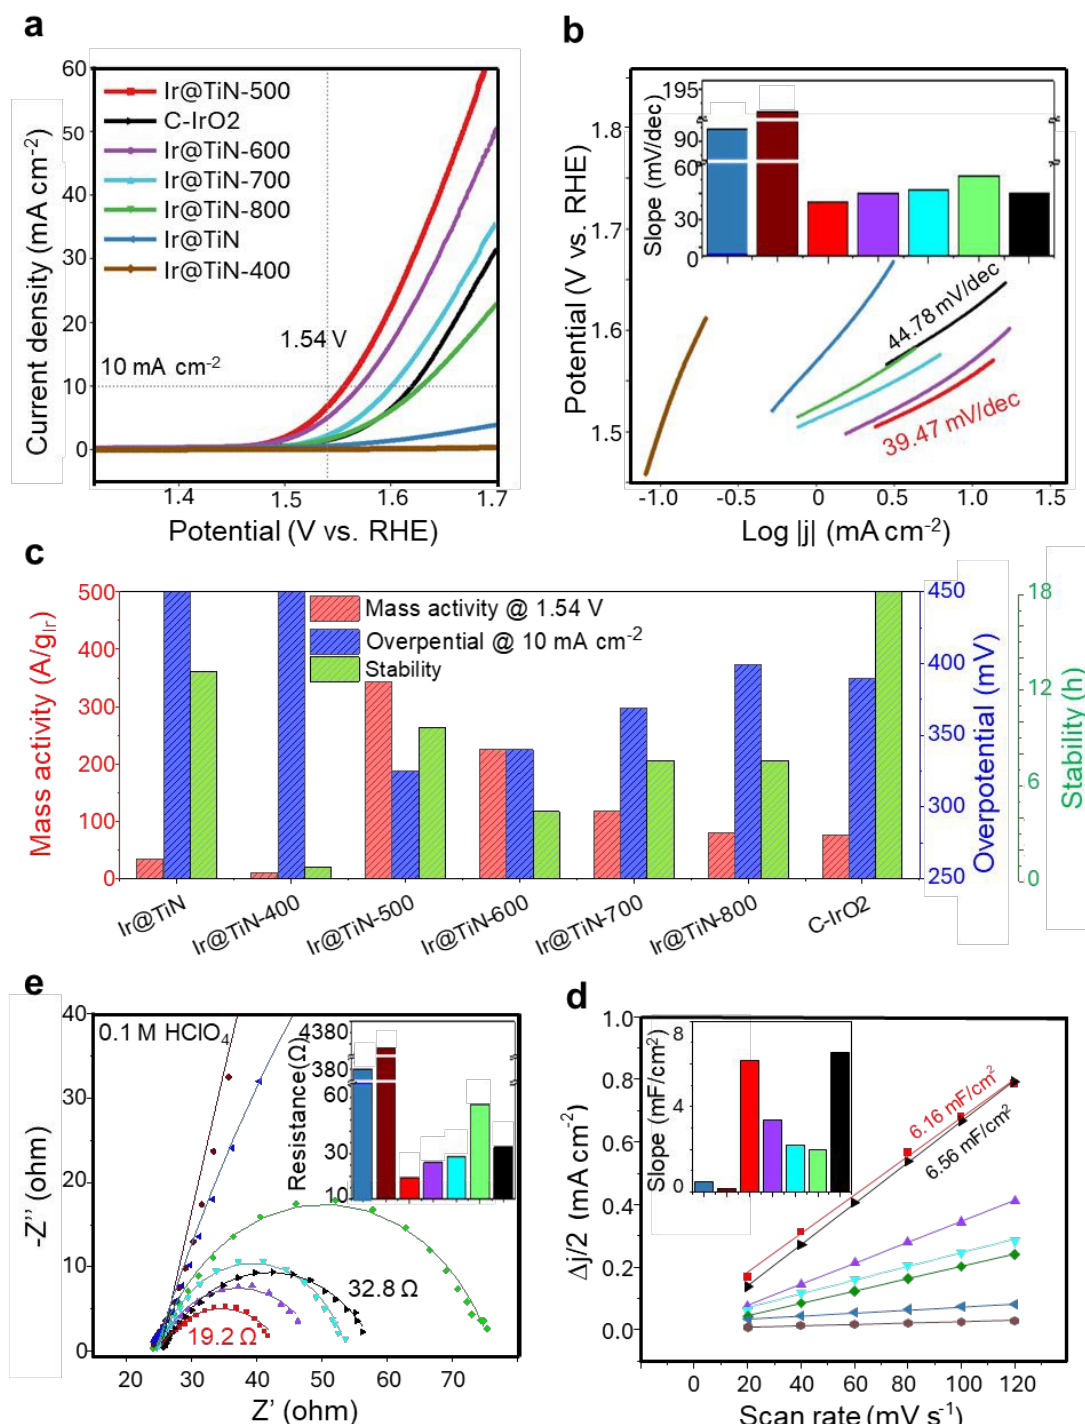 a
60
50
40
30
20
10
0
Current density (mA cm-2)
Ir@TiN-500
C-IrO2
Ir@TiN-600
Ir@TiN-700
Ir@TiN-800
Ir@TiN
Ir@TiN-400
1.54 V
10 mA cm-2
1.4 1.5 1.6 1.7
Potential (V vs. RHE)
b
1.8
1.7
1.6
1.5
Potential (V vs. RHE)
195
90
60
30
0
Slope (mV/dec)
44.78 mV/dec
39.47 mV/dec
-1.0 -0.5 0 0.5 1.0 1.5
Log |j| (mA cm-2)
c
500
400
300
200
100
0
Mass activity (A/gIr)
Mass activity @ 1.54 V
Overpential @ 10 mA cm-2
Stability
450
400
350
300
250
Overpotential (mV)
18
12
6
0
Stability (h)
Ir@TiN
Ir@TiN-400
Ir@TiN-500
Ir@TiN-600
Ir@TiN-700
Ir@TiN-800
C-IrO2
e
40
30
20
10
0
-Z'' (ohm)
0.1 M HClO4
4380
380
60
30
10
Resistance(Ω)
32.8 Ω
19.2 Ω
20 30 40 50 60 70
Z' (ohm)
d
1.0
0.8
0.6
0.4
0.2
0.0
Δj/2 (mA cm-2)
8
4
0
Slope (mF/cm2)
6.16 mF/cm2
6.56 mF/cm2
0 20 40 60 80 100 120
Scan rate (mV s-1)